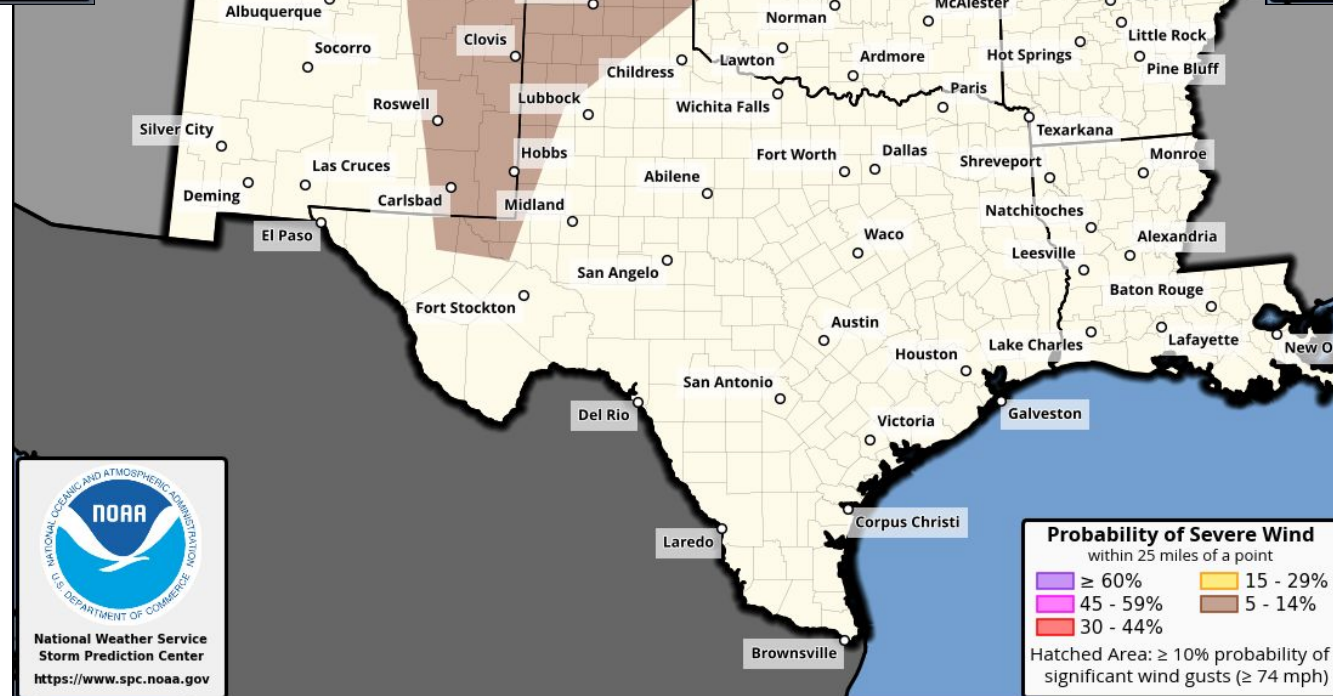 Albuquerque
Norman
McAlester
Clovis
Little Rock
Socorro
Ardmore
Hot Springs
Lawton
Childress
Pine Bluff
Paris
Lubbock
Roswell
Wichita Falls
Silver City
Texarkana
Hobbs
Fort Worth
Dallas
Shreveport
Monroe
Las Cruces
Abilene
Deming
Carlsbad
Midland
Natchitoches
El Paso
Waco
Alexandria
Leesville
San Angelo
Baton Rouge
Fort Stockton
Austin
Lake Charles
Lafayette
New O
Houston
San Antonio
Del Rio
Galveston
Victoria
Corpus Christi
Laredo
Brownsville
NATIONAL OCEANIC AND ATMOSPHERIC ADMINISTRATION
NOAA
U.S. DEPARTMENT OF COMMERCE
National Weather Service
Storm Prediction Center
https://www.spc.noaa.gov
Probability of Severe Wind
within 25 miles of a point
≥ 60% 15 - 29%
45 - 59% 5 - 14%
30 - 44%
Hatched Area: ≥ 10% probability of
significant wind gusts (≥ 74 mph)